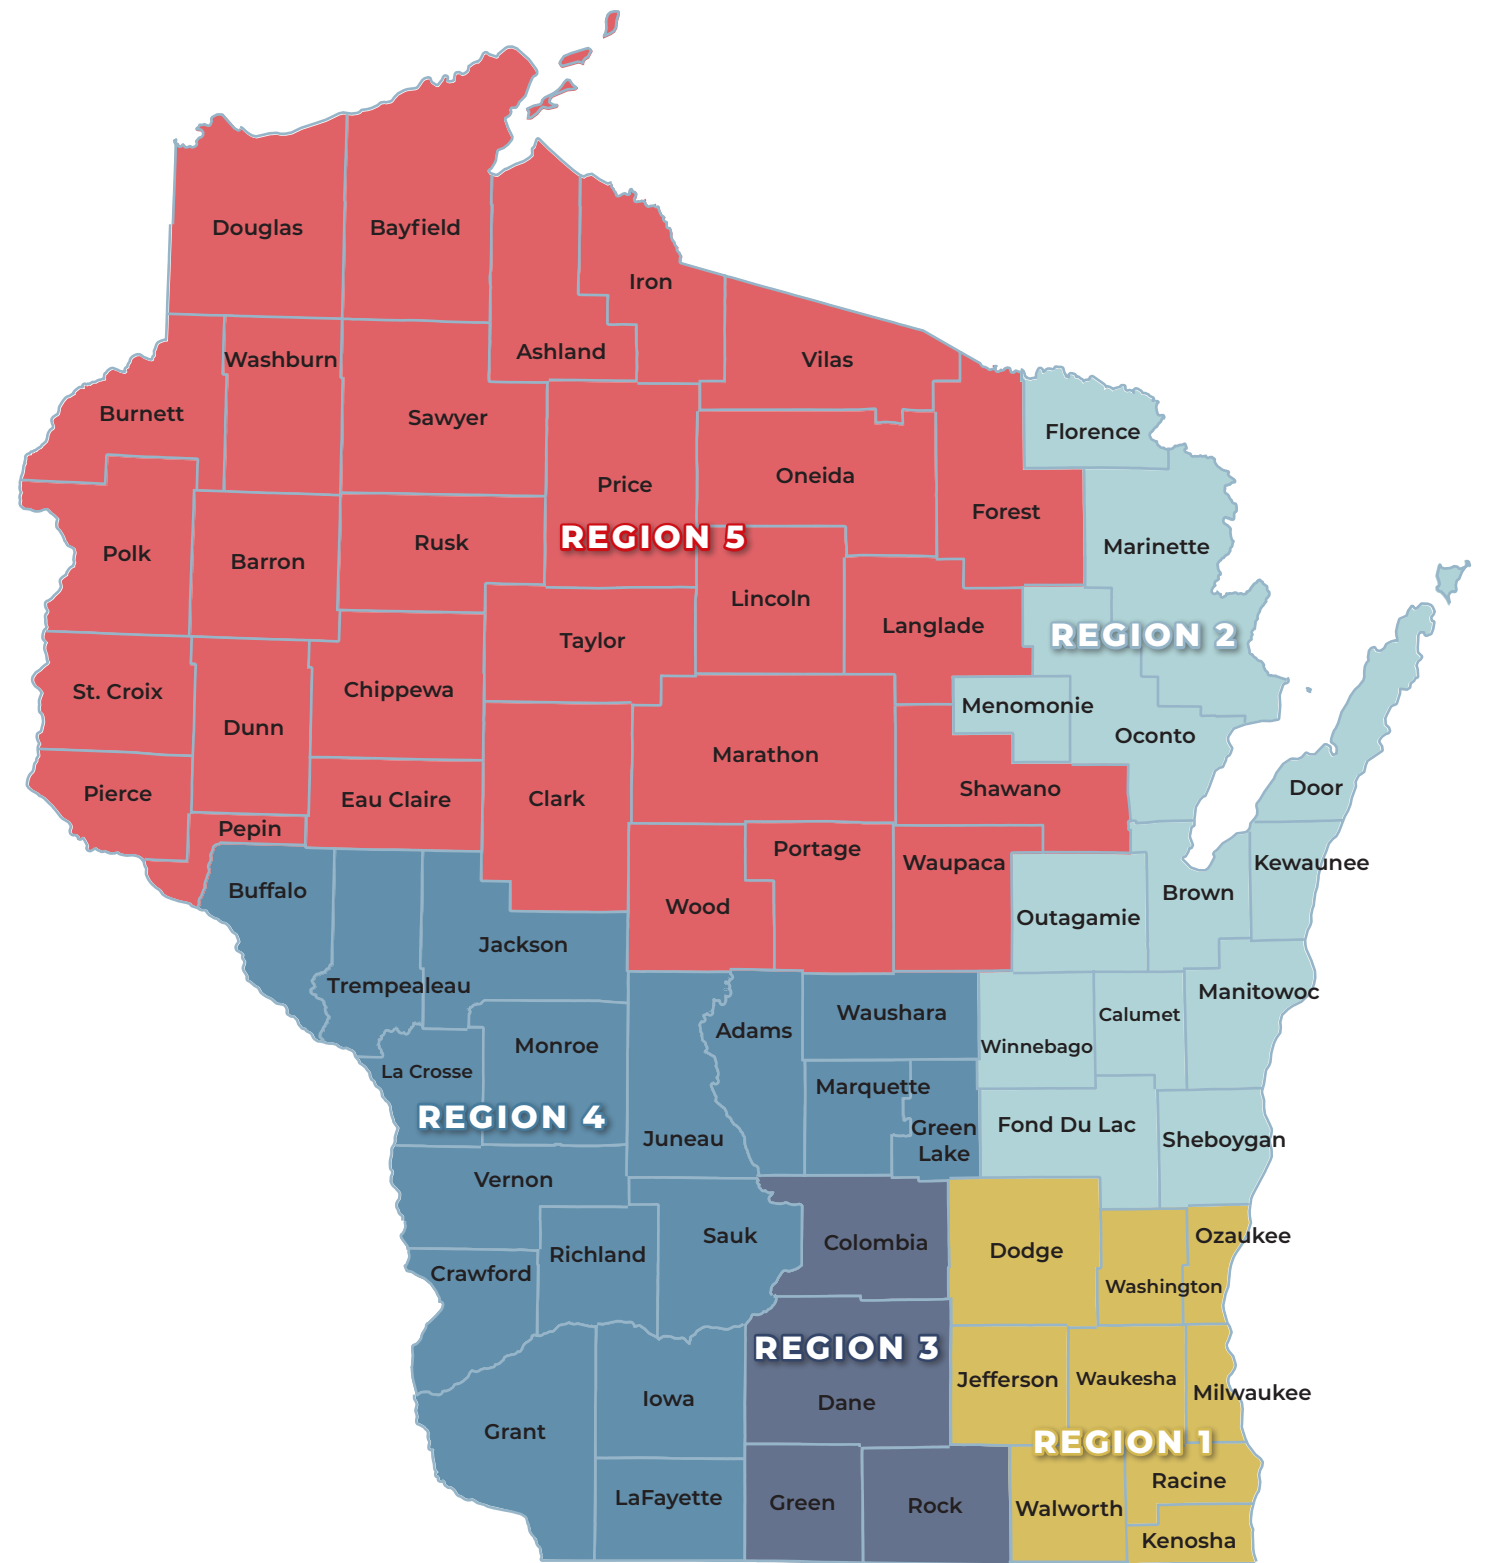 Douglas
Bayfield
Iron
Ashland
Washburn
Vilas
Burnett
Sawyer
Florence
Price
Oneida
Forest
REGION 5
Rusk
Polk
Barron
Marinette
Lincoln
Langlade
REGION 2
Taylor
St. Croix
Chippewa
Menomonie
Dunn
Oconto
Marathon
Pierce
Eau Claire
Clark
Shawano
Door
Pepin
Portage
Waupaca
Kewaunee
Buffalo
Wood
Brown
Outagamie
Jackson
Trempealeau
Manitowoc
Waushara
Calumet
Adams
Monroe
Winnebago
La Crosse
Marquette
REGION 4
Juneau
Green
Lake
Fond Du Lac
Sheboygan
Vernon
Sauk
Colombia
Dodge
Ozaukee
Richland
Crawford
Washington
REGION 3
Jefferson
Waukesha
Milwaukee
Iowa
Dane
Grant
REGION 1
Racine
LaFayette
Green
Rock
Walworth
Kenosha